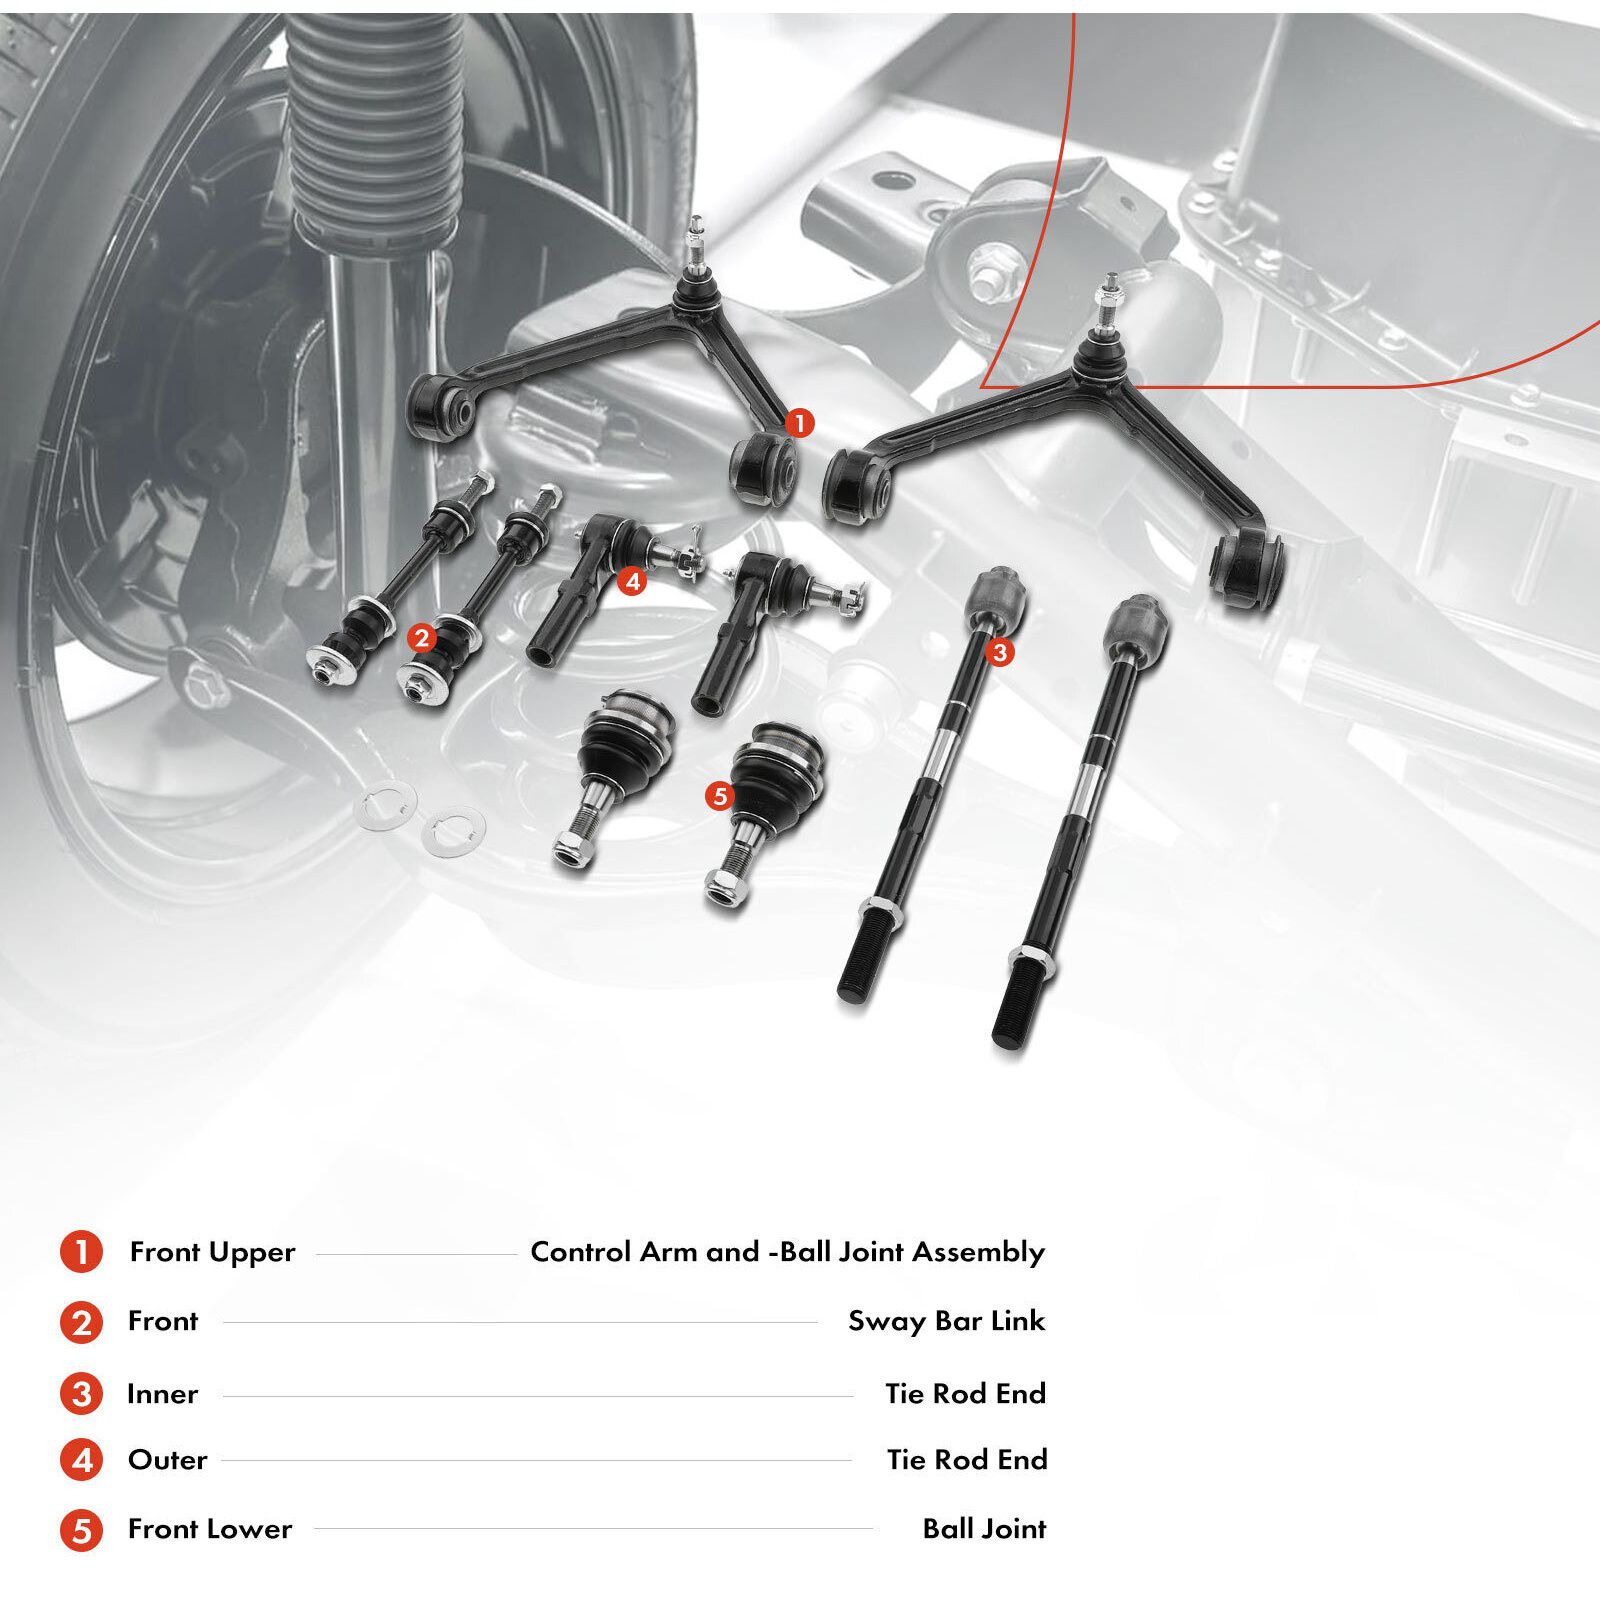 1
4
2
3
5
1 Front Upper Control Arm and -Ball Joint Assembly
2 Front Sway Bar Link
3 Inner Tie Rod End
4 Outer Tie Rod End
5 Front Lower Ball Joint